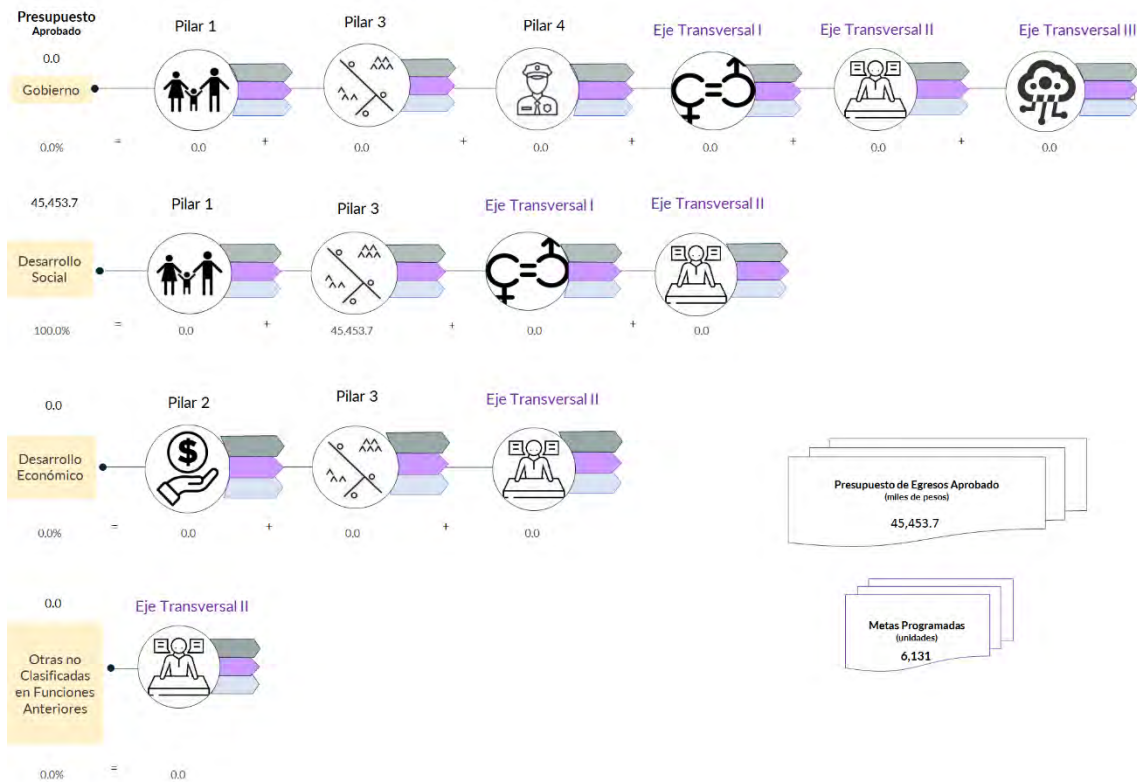 Presupuesto
Aprobado
Pilar 1
Pilar 3
Pilar 4
Eje Transversal I
Eje Transversal II
Eje Transversal III
0.0
Gobierno
0.0%
=
0.0
+
0.0
+
0.0
+
0.0
+
0.0
+
0.0
45,453.7
Pilar 1
Pilar 3
Eje Transversal I
Eje Transversal II
Desarrollo
Social
100.0%
=
0.0
+
45,453.7
+
0.0
+
0.0
0.0
Pilar 2
Pilar 3
Eje Transversal II
Desarrollo
Económico
$
0.0%
=
0.0
+
0.0
+
0.0
Presupuesto de Egresos Aprobado
(miles de pesos)
45,453.7
0.0
Eje Transversal II
Otras no
Clasificadas
en Funciones
Anteriores
0.0%
=
0.0
Metas Programadas
(unidades)
6,131